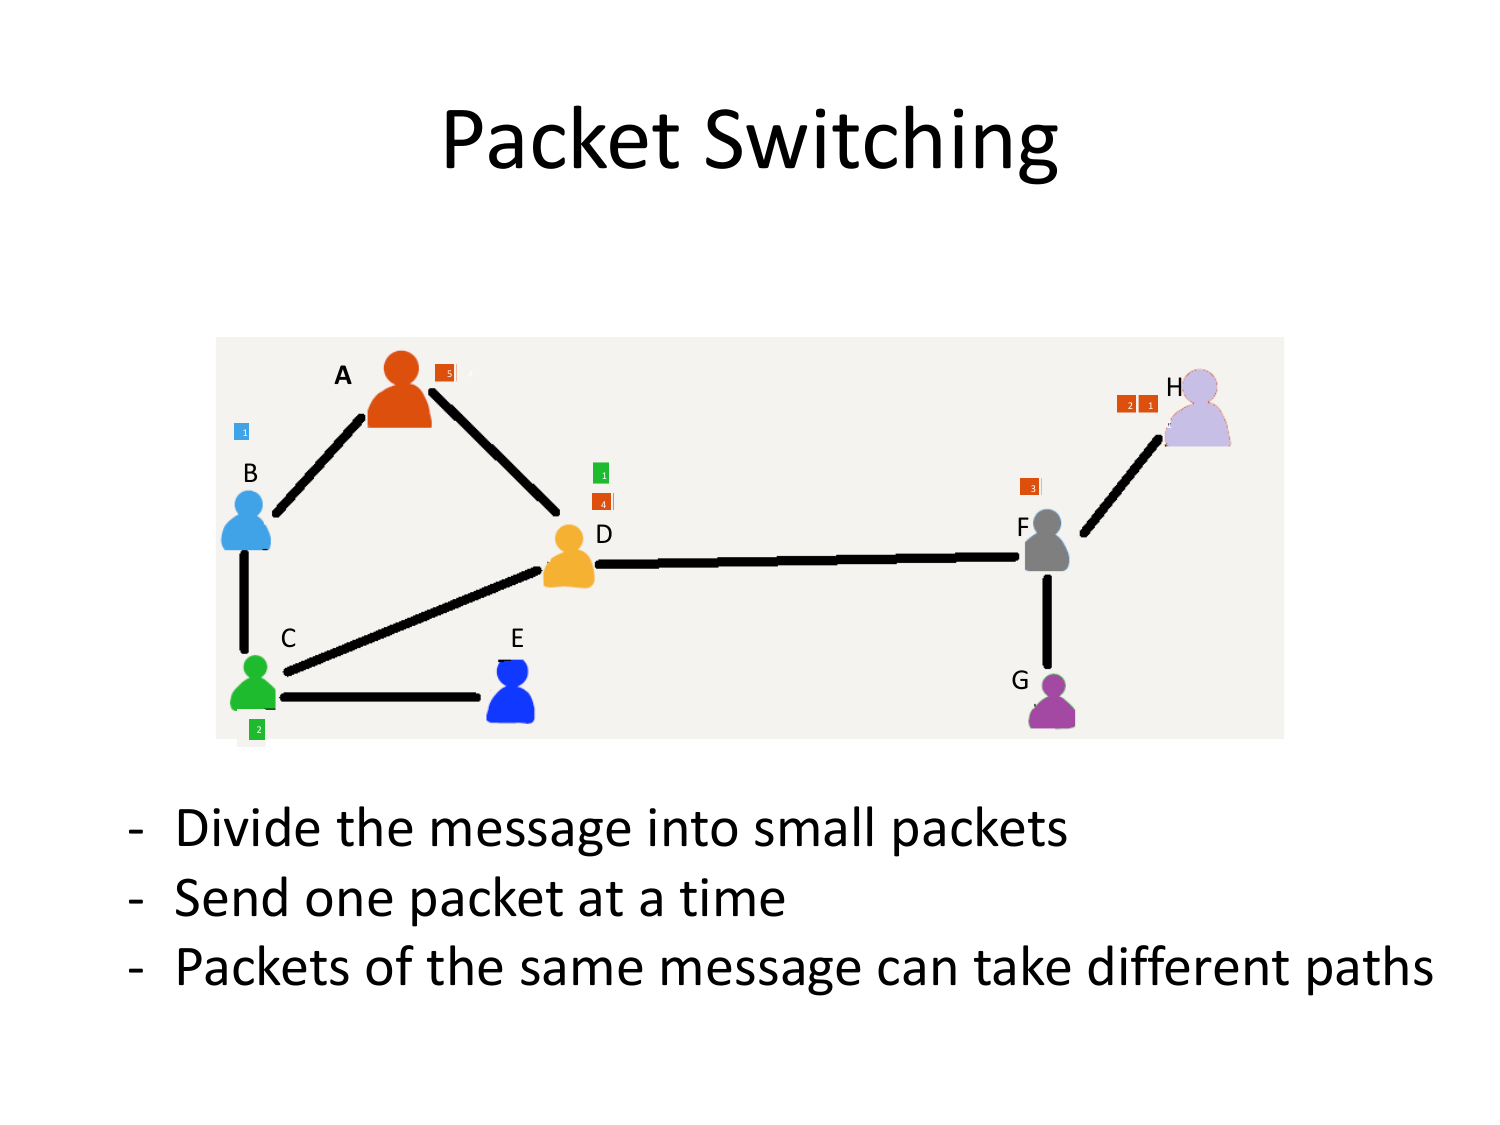 Packet Switching
A
5
H
2 1
1
B
1
4
D
3
F
C
E
G
2
- Divide the message into small packets
- Send one packet at a time
- Packets of the same message can take different paths